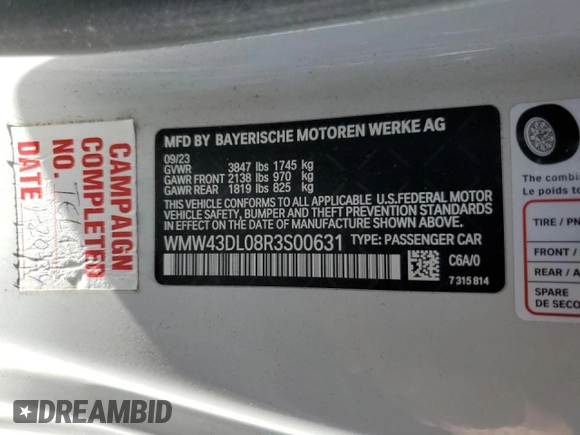 MFD BY BAYERISCHE MOTOREN WERKE AG
09/23
GVWR 3847 lbs 1745 kg
GAWR FRONT 2138 lbs 970 kg
GAWR REAR 1819 lbs 825 kg
THIS VEHICLE CONFORMS TO ALL APPLICABLE U.S.FEDERAL MOTOR
VEHICLE SAFETY, BUMPER, AND THEFT PREVENTION STANDARDS
IN EFFECT ON THE DATE OF MANUFACTURE SHOWN ABOVE.
WMW43DL08R3S00631 TYPE: PASSENGER CAR
C6A/0
7 315 814
CAMPAIGN
COMPLETED
NO.
DATE
The combin
Le poids to
TIRE / PN
FRONT /
REAR / A
SPARE
DE SECO
DREAMBID